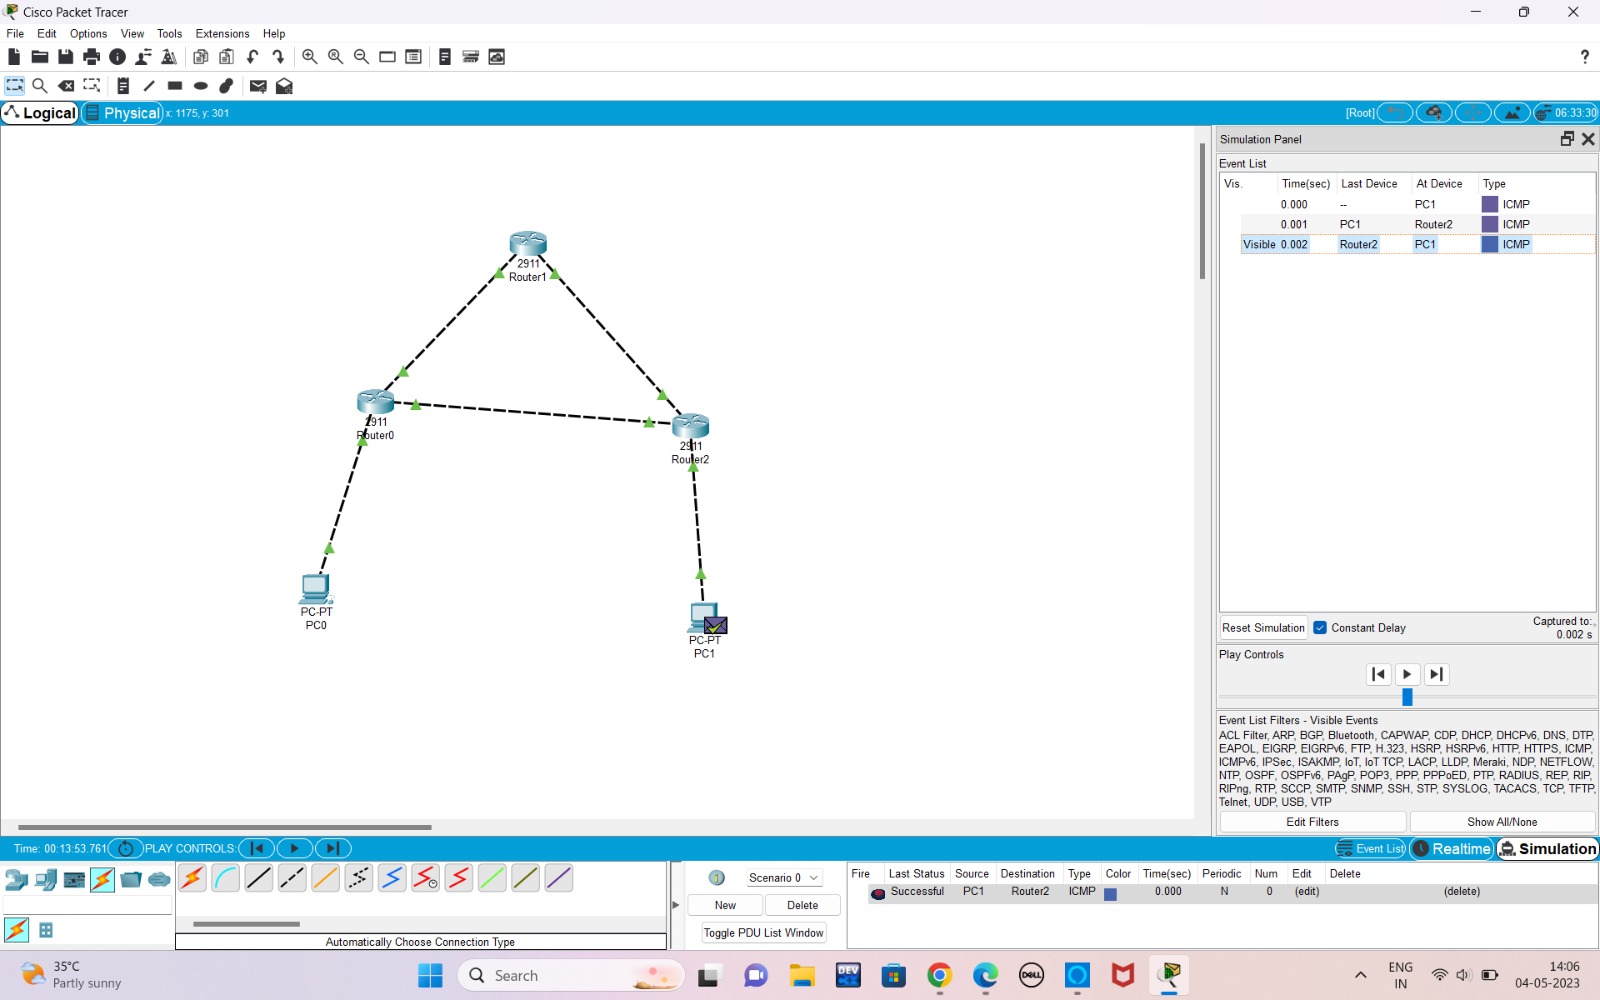 Cisco Packet Tracer
File Edit Options View Tools Extensions Help
?
Logical Physical x: 1175, y: 301 [Root] 06:33:30
Simulation Panel
Event List
Vis. Time(sec) Last Device At Device Type
0.000 -- PC1 ICMP
0.001 PC1 Router2 ICMP
Visible 0.002 Router2 PC1 ICMP
2911
Router1
2911
Router0
2911
Router2
PC-PT
PC0
PC-PT
PC1
Reset Simulation Constant Delay Captured to:
0.002 s
Play Controls
Event List Filters - Visible Events
ACL Filter, ARP, BGP, Bluetooth, CAPWAP, CDP, DHCP, DHCPv6, DNS, DTP,
EAPOL, EIGRP, EIGRPv6, FTP, H.323, HSRP, HSRPv6, HTTP, HTTPS, ICMP,
ICMPv6, IPSec, ISAKMP, IoT, IoT TCP, LACP, LLDP, Meraki, NDP, NETFLOW,
NTP, OSPF, OSPFv6, PAgP, POP3, PPP, PPPoED, PTP, RADIUS, REP, RIP,
RIPng, RTP, SCCP, SMTP, SNMP, SSH, STP, SYSLOG, TACACS, TCP, TFTP,
Telnet, UDP, USB, VTP
Edit Filters Show All/None
Time: 00:13:53.761 PLAY CONTROLS: Event List Realtime Simulation
Scenario 0
New Delete
Toggle PDU List Window
Automatically Choose Connection Type
Fire Last Status Source Destination Type Color Time(sec) Periodic Num Edit Delete
Successful PC1 Router2 ICMP 0.000 N 0 (edit) (delete)
35°C
Partly sunny
Search
DEV
DELL
ENG
IN
14:06
04-05-2023